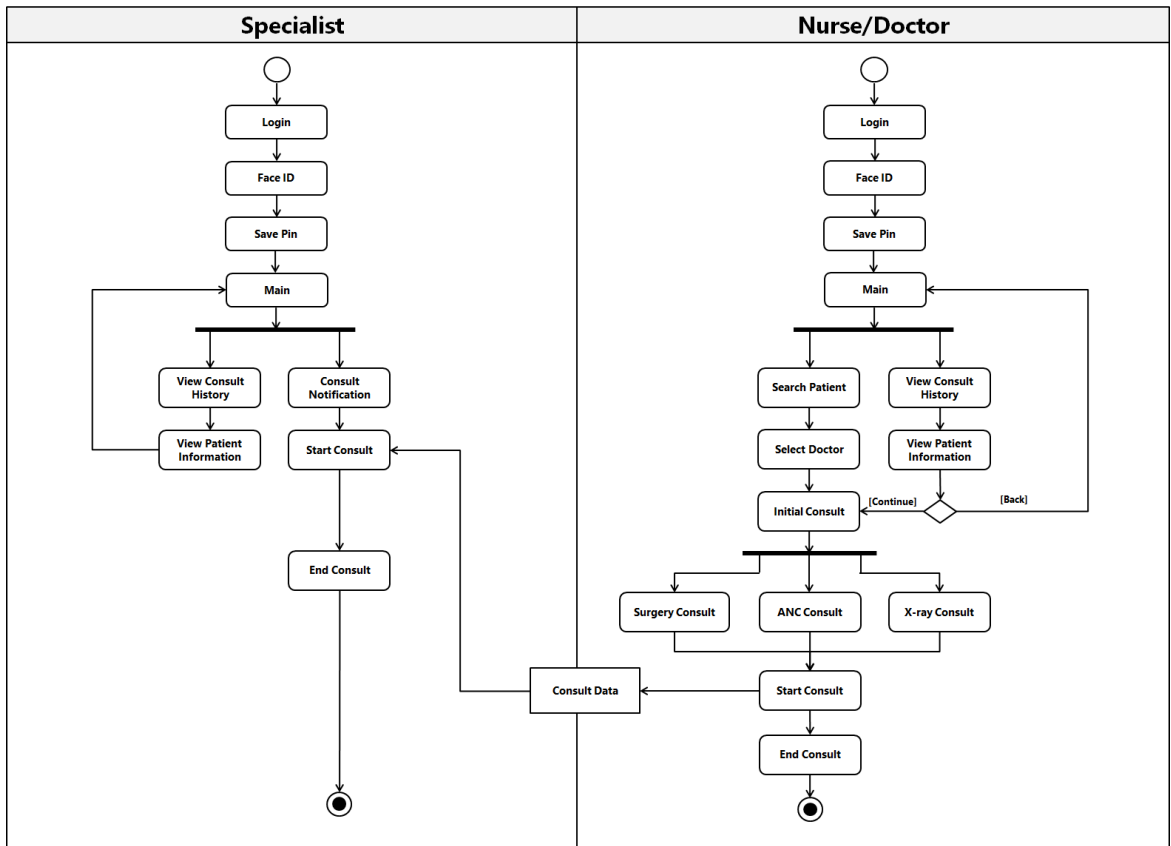 Specialist
Nurse/Doctor
Login
Face ID
Save Pin
Main
View Consult
History
Consult
Notification
View Patient
Information
Start Consult
End Consult
Login
Face ID
Save Pin
Main
Search Patient
View Consult
History
Select Doctor
View Patient
Information
Initial Consult
[Continue]
[Back]
Surgery Consult
ANC Consult
X-ray Consult
Consult Data
Start Consult
End Consult